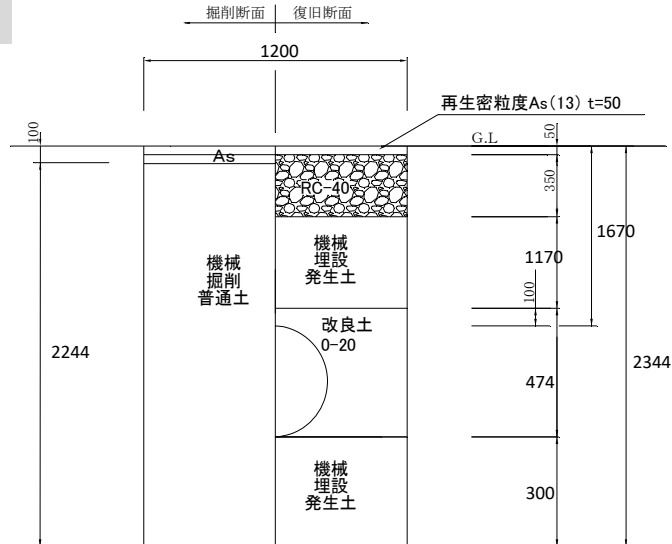 掘削断面 復旧断面
1200
再生密粒度As(13) t=50
100
G.L
50
As
RC-40
350
1670
機械
埋設
発生土
1170
機械
掘削
普通土
100
改良土
0-20
2244
2344
474
機械
埋設
発生土
300